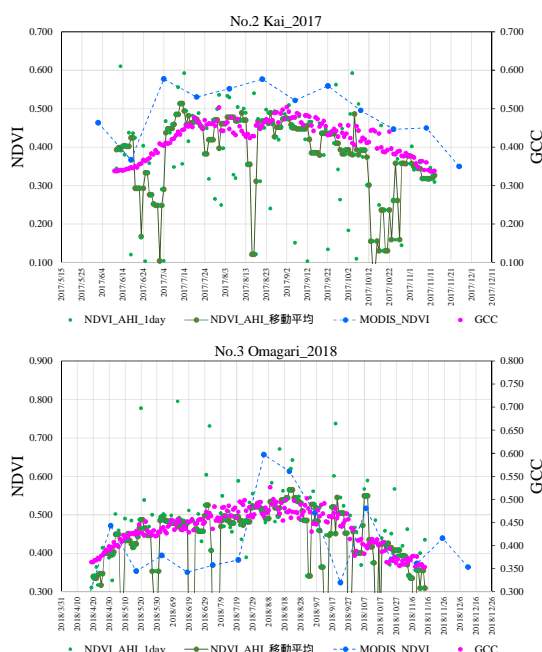 No.2 Kai_2017
0.700 0.700
0.600 0.600
0.500 0.500
0.400 0.400
0.300 0.300
0.200 0.200
0.100 0.100
NDVI
GCC
2017/5/15 2017/5/25 2017/6/4 2017/6/14 2017/6/24 2017/7/4 2017/7/14 2017/7/24 2017/8/3 2017/8/13 2017/8/23 2017/9/2 2017/9/12 2017/9/22 2017/10/2 2017/10/12 2017/10/22 2017/11/1 2017/11/11 2017/11/21 2017/12/1 2017/12/11
NDVI_AHI_1day NDVI_AHI_移動平均 MODIS_NDVI GCC
No.3 Omagari_2018
0.900 0.800
0.800 0.700
0.700 0.600
0.600 0.500
0.500 0.400
0.400 0.300
0.300
NDVI
GCC
2018/3/31 2018/4/10 2018/4/20 2018/4/30 2018/5/10 2018/5/20 2018/5/30 2018/6/9 2018/6/19 2018/6/29 2018/7/9 2018/7/19 2018/7/29 2018/8/8 2018/8/18 2018/8/28 2018/9/7 2018/9/17 2018/9/27 2018/10/7 2018/10/17 2018/10/27 2018/11/6 2018/11/16 2018/11/26 2018/12/6 2018/12/16 2018/12/26
NDVI_AHI_1day NDVI_AHI_移動平均 MODIS_NDVI GCC